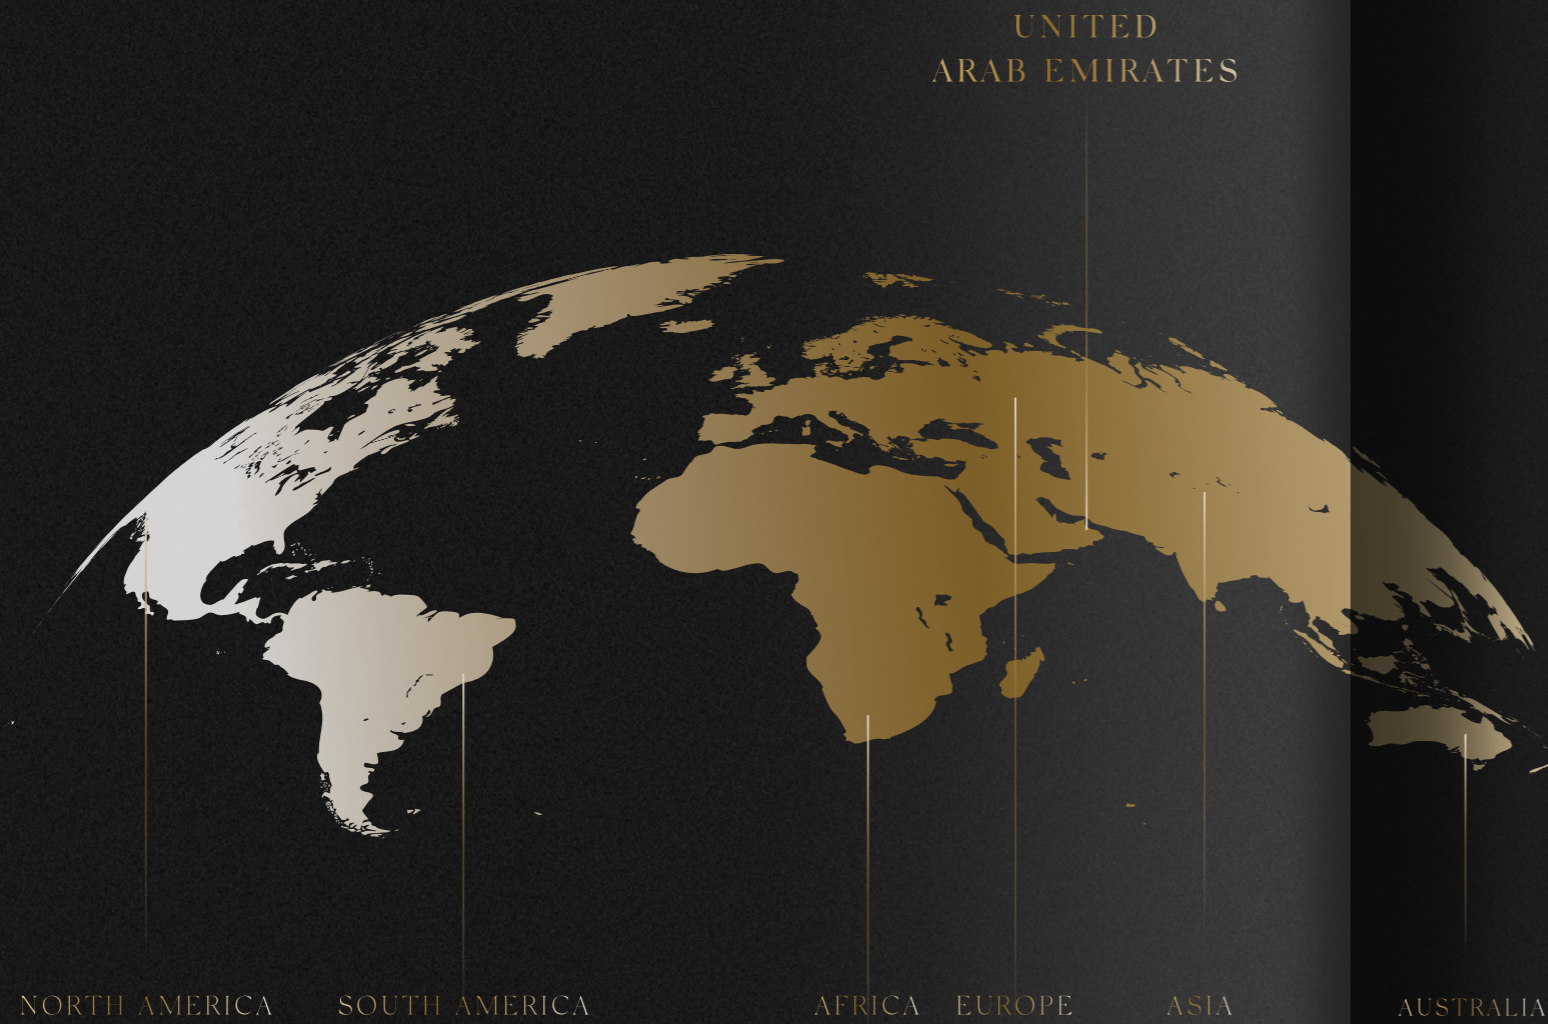 UNITED
ARAB EMIRATES
NORTH AMERICA
SOUTH AMERICA
AFRICA
EUROPE
ASIA
AUSTRALIA